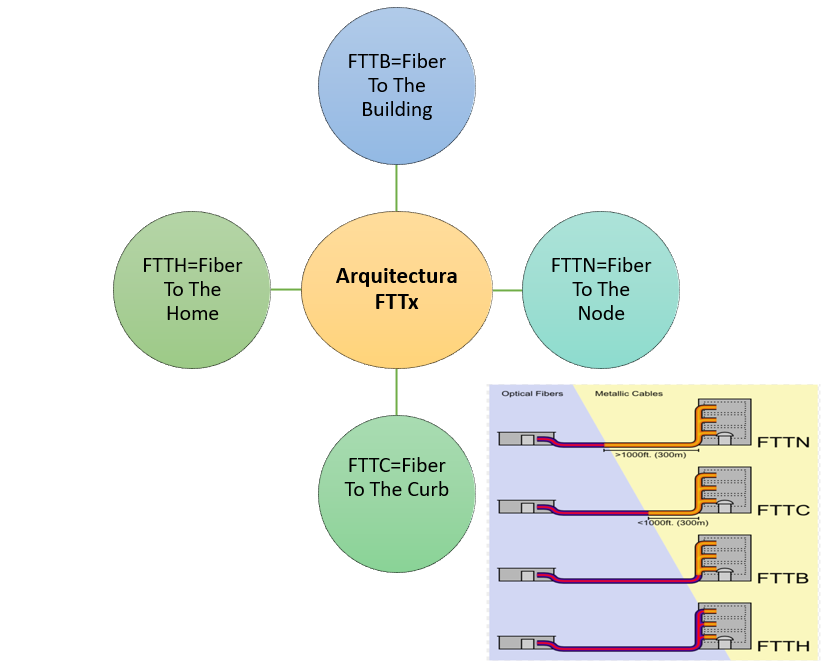 FTTB=Fiber
To The
Building
FTTH=Fiber
To The
Home
Arquitectura
FTTx
FTTN=Fiber
To The
Node
FTTC=Fiber
To The Curb
Optical Fibers
Metallic Cables
>1000ft. (300m)
FTTN
<1000ft. (300m)
FTTC
FTTB
FTTH